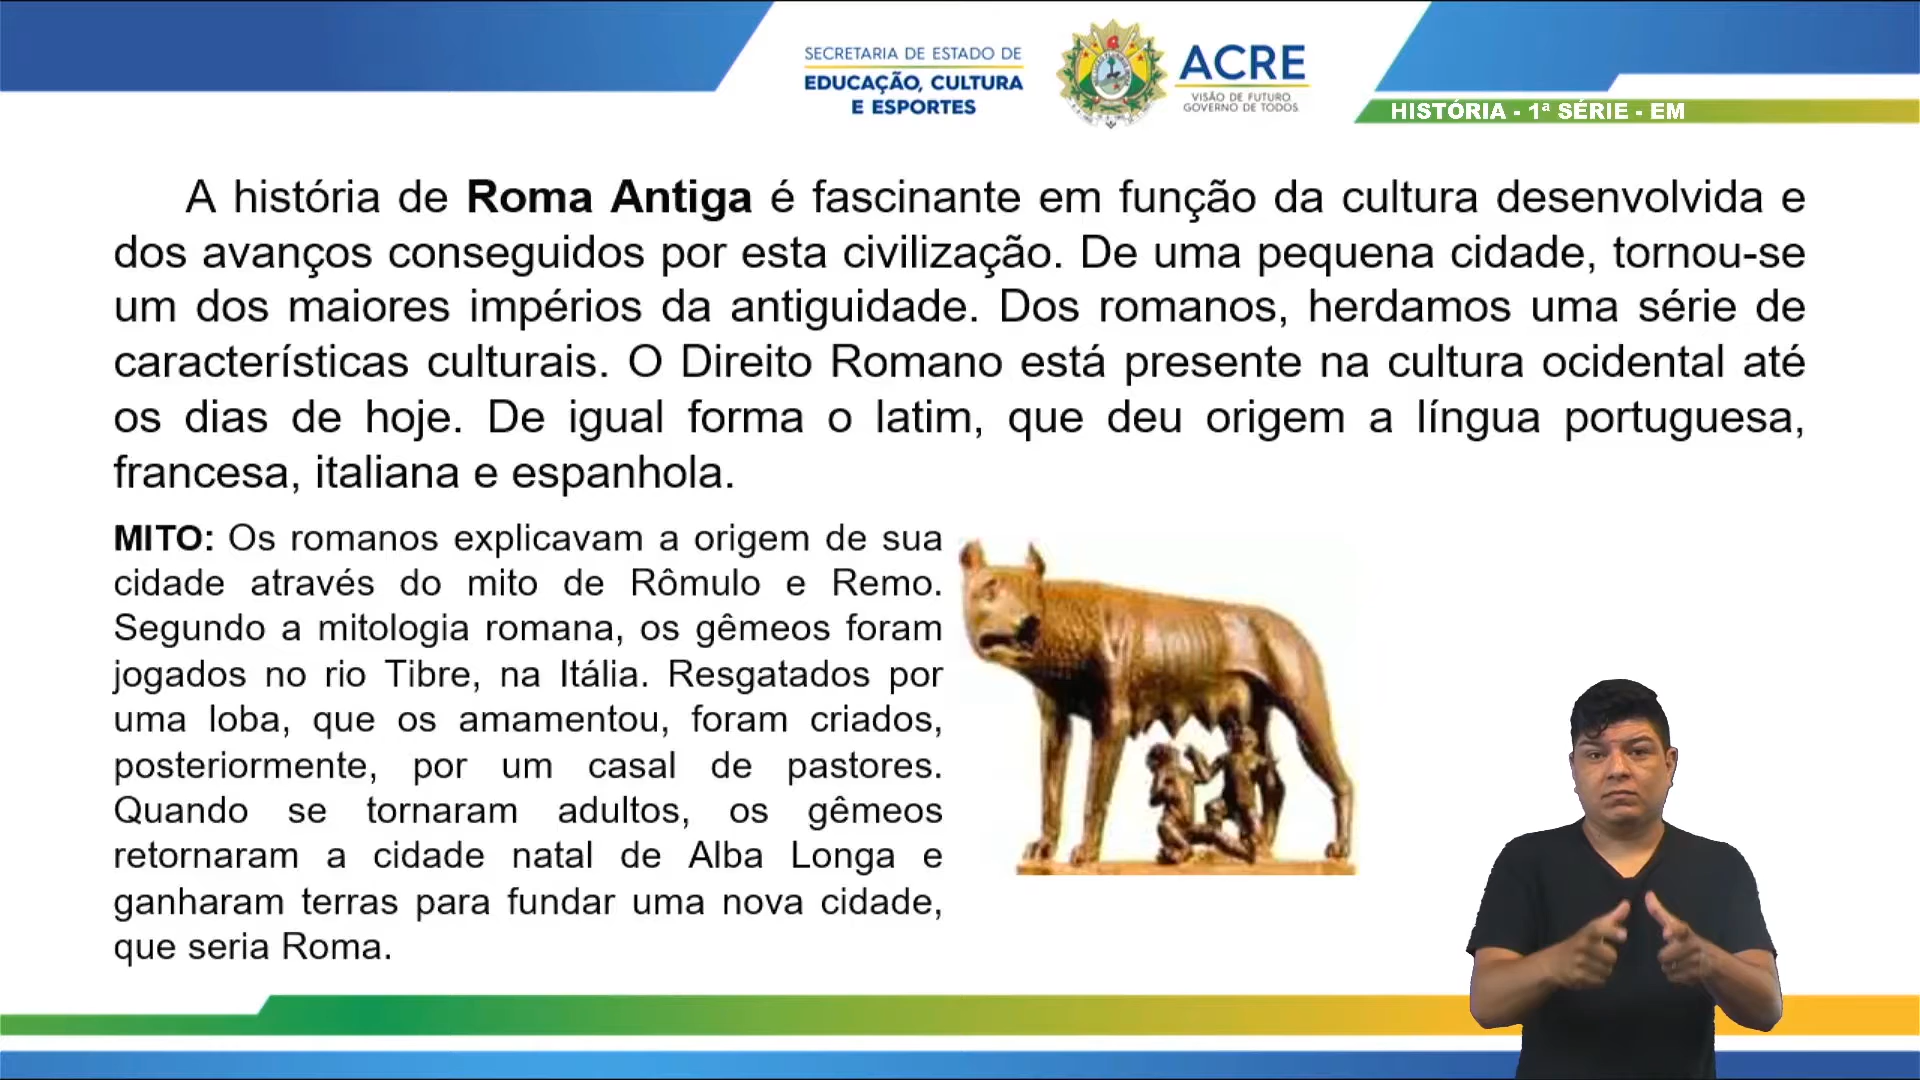 SECRETARIA DE ESTADO DE
EDUCAÇÃO, CULTURA
E ESPORTES
ACRE
VISÃO DE FUTURO
GOVERNO DE TODOS
HISTÓRIA - 1ª SÉRIE - EM
A história de Roma Antiga é fascinante em função da cultura desenvolvida e
dos avanços conseguidos por esta civilização. De uma pequena cidade, tornou-se
um dos maiores impérios da antiguidade. Dos romanos, herdamos uma série de
características culturais. O Direito Romano está presente na cultura ocidental até
os dias de hoje. De igual forma o latim, que deu origem a língua portuguesa,
francesa, italiana e espanhola.
MITO: Os romanos explicavam a origem de sua
cidade através do mito de Rômulo e Remo.
Segundo a mitologia romana, os gêmeos foram
jogados no rio Tibre, na Itália. Resgatados por
uma loba, que os amamentou, foram criados,
posteriormente, por um casal de pastores.
Quando se tornaram adultos, os gêmeos
retornaram a cidade natal de Alba Longa e
ganharam terras para fundar uma nova cidade,
que seria Roma.